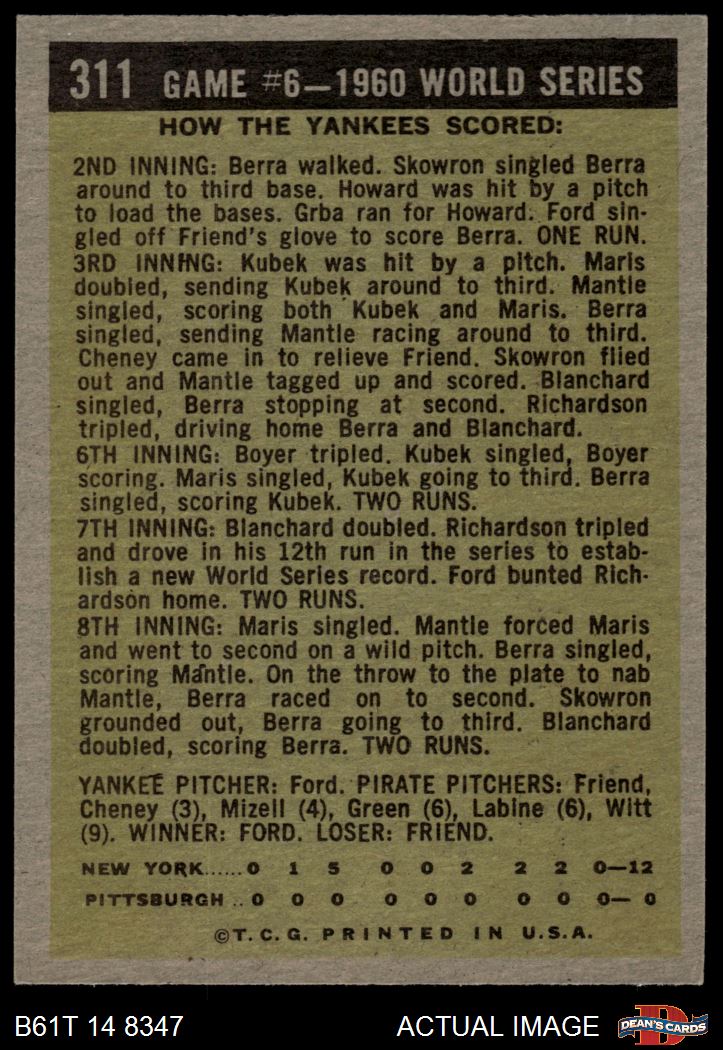 311 GAME #6—1960 WORLD SERIES
HOW THE YANKEES SCORED:
2ND INNING: Berra walked. Skowron singled Berra
around to third base. Howard was hit by a pitch
to load the bases. Grba ran for Howard. Ford sin-
gled off Friend's glove to score Berra. ONE RUN.
3RD INNING: Kubek was hit by a pitch. Maris
doubled, sending Kubek around to third. Mantle
singled, scoring both Kubek and Maris. Berra
singled, sending Mantle racing around to third.
Cheney came in to relieve Friend. Skowron flied
out and Mantle tagged up and scored. Blanchard
singled, Berra stopping at second. Richardson
tripled, driving home Berra and Blanchard.
6TH INNING: Boyer tripled. Kubek singled, Boyer
scoring. Maris singled, Kubek going to third. Berra
singled, scoring Kubek. TWO RUNS.
7TH INNING: Blanchard doubled. Richardson tripled
and drove in his 12th run in the series to estab-
lish a new World Series record. Ford bunted Rich-
ardson home. TWO RUNS.
8TH INNING: Maris singled. Mantle forced Maris
and went to second on a wild pitch. Berra singled,
scoring Mantle. On the throw to the plate to nab
Mantle, Berra raced on to second. Skowron
grounded out, Berra going to third. Blanchard
doubled, scoring Berra. TWO RUNS.
YANKEE PITCHER: Ford. PIRATE PITCHERS: Friend,
Cheney (3), Mizell (4), Green (6), Labine (6), Witt
(9). WINNER: FORD. LOSER: FRIEND.
NEW YORK......0 1 5 0 0 2 2 2 0—12
PITTSBURGH ..0 0 0 0 0 0 0 0 0— 0
©T.C.G. PRINTED IN U.S.A.
B61T 14 8347 ACTUAL IMAGE DEAN'S CARDS